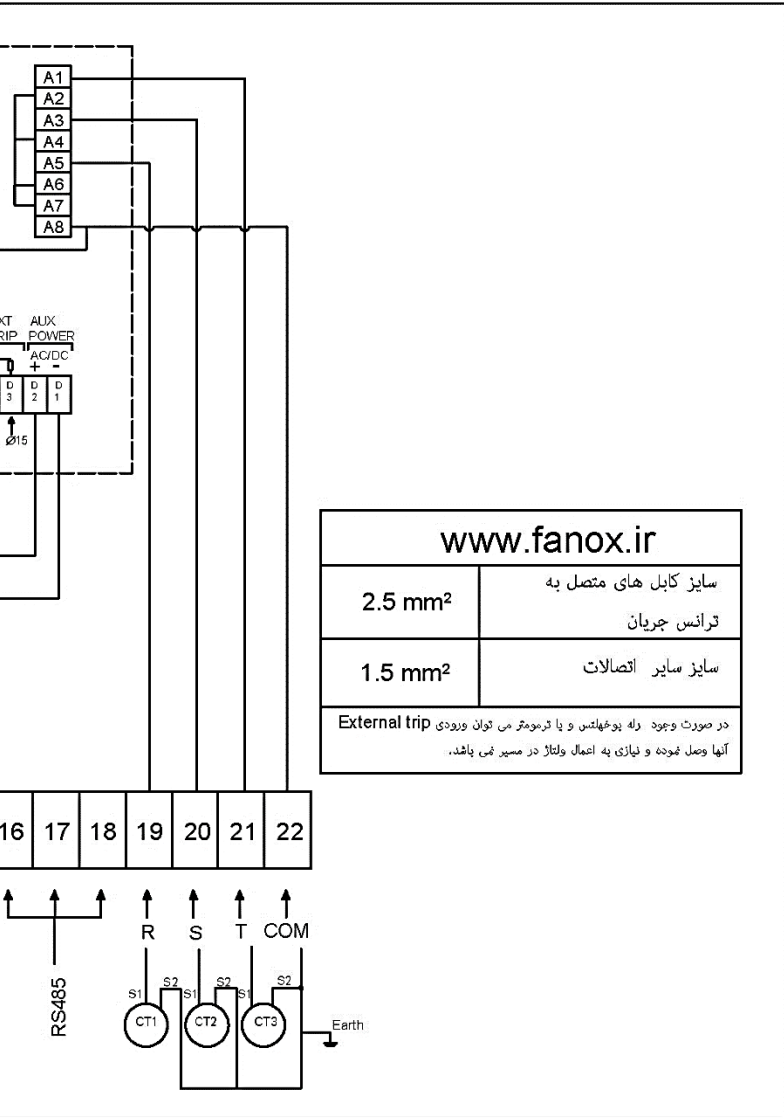 A1
A2
A3
A4
A5
A6
A7
A8
AUX
POWER
AC/DC
+ -
D
3
D
2
D
1
Ø15
www.fanox.ir
سایز کابل های متصل به
ترانس جریان
2.5 mm²
سایز سایر اتصالات
1.5 mm²
در صورت وجود رله بوخهلتس و یا ترمومتر می توان ورودی External trip
آنها وصل نموده و نیازی به اعمال ولتاژ در مسیر نمی باشد.
16 17 18 19 20 21 22
R S T COM
RS485
S1 S2 S1 S2 S1 S2
CT1 CT2 CT3
Earth